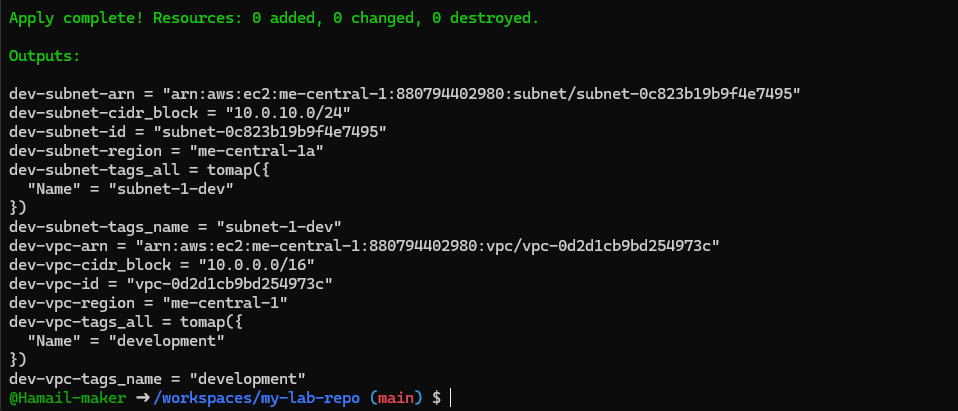 Apply complete! Resources: 0 added, 0 changed, 0 destroyed.
Outputs:
dev-subnet-arn = "arn:aws:ec2:me-central-1:880794402980:subnet/subnet-0c823b19b9f4e7495"
dev-subnet-cidr_block = "10.0.10.0/24"
dev-subnet-id = "subnet-0c823b19b9f4e7495"
dev-subnet-region = "me-central-1a"
dev-subnet-tags_all = tomap({
  "Name" = "subnet-1-dev"
})
dev-subnet-tags_name = "subnet-1-dev"
dev-vpc-arn = "arn:aws:ec2:me-central-1:880794402980:vpc/vpc-0d2d1cb9bd254973c"
dev-vpc-cidr_block = "10.0.0.0/16"
dev-vpc-id = "vpc-0d2d1cb9bd254973c"
dev-vpc-region = "me-central-1"
dev-vpc-tags_all = tomap({
  "Name" = "development"
})
dev-vpc-tags_name = "development"
@Hamail-maker ➜ /workspaces/my-lab-repo (main) $